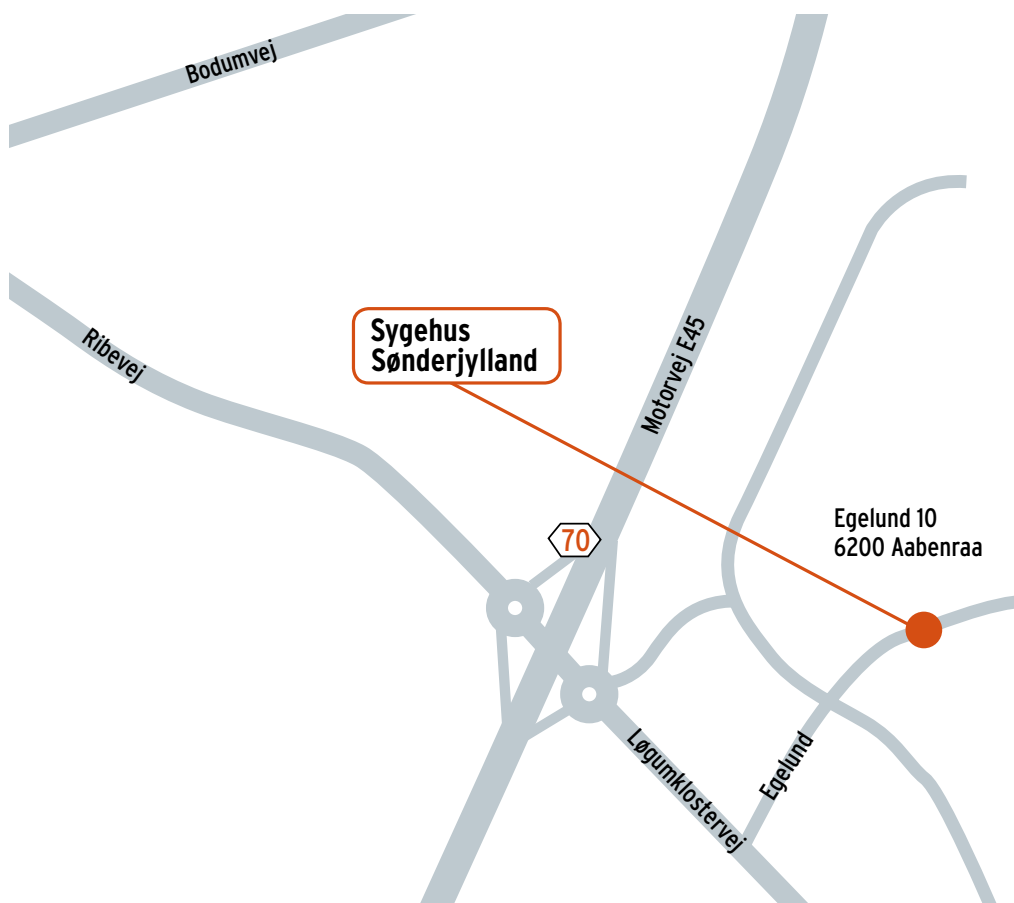 Bodumvej
Ribevej
Sygehus
Sønderjylland
Motorvej E45
70
Egelund 10
6200 Aabenraa
Løgumklostervej
Egelund